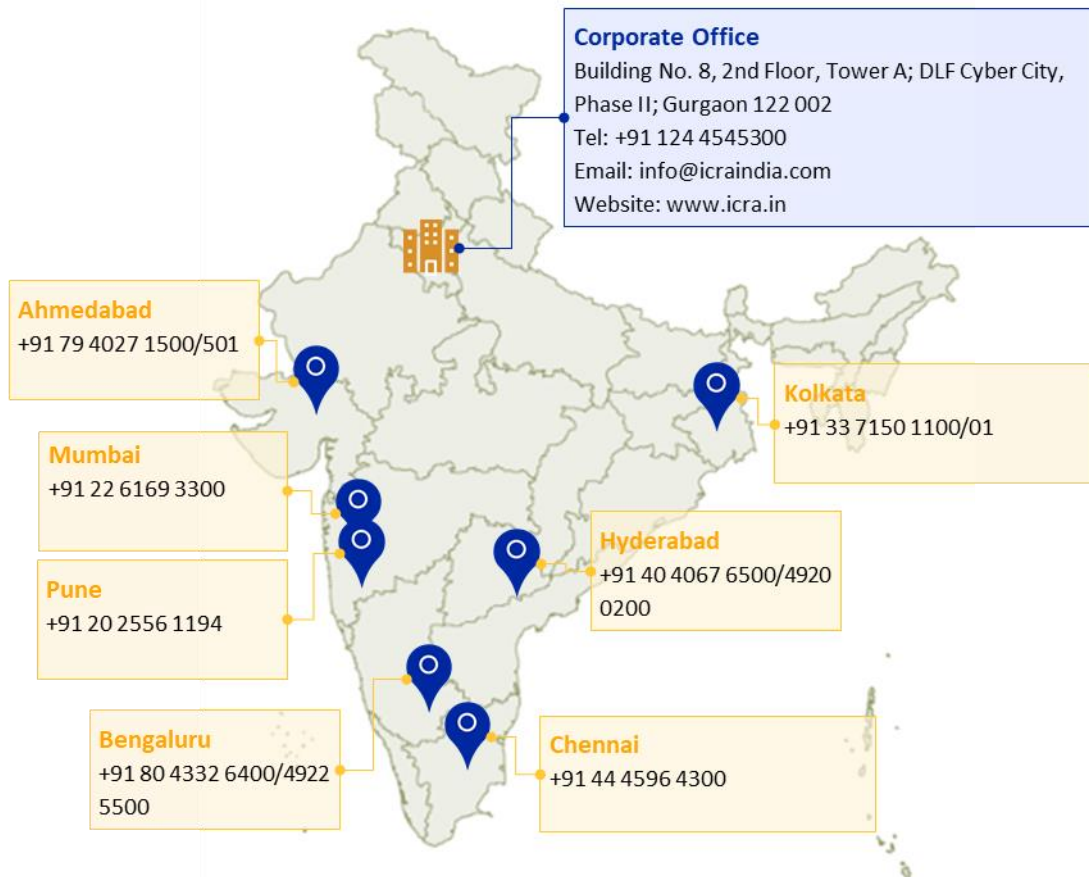 Corporate Office
Building No. 8, 2nd Floor, Tower A; DLF Cyber City,
Phase II; Gurgaon 122 002
Tel: +91 124 4545300
Email: info@icraindia.com
Website: www.icra.in
Ahmedabad
+91 79 4027 1500/501
Kolkata
+91 33 7150 1100/01
Mumbai
+91 22 6169 3300
Hyderabad
+91 40 4067 6500/4920
0200
Pune
+91 20 2556 1194
Bengaluru
+91 80 4332 6400/4922
5500
Chennai
+91 44 4596 4300